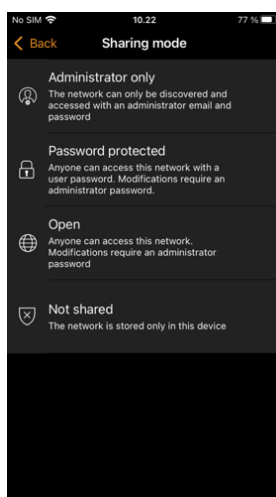 No SIM 10.22 77 %
Back Sharing mode
Administrator only
The network can only be discovered and
accessed with an administrator email and
password
Password protected
Anyone can access this network with a
user password. Modifications require an
administrator password.
Open
Anyone can access this network.
Modifications require an administrator
password
Not shared
The network is stored only in this device